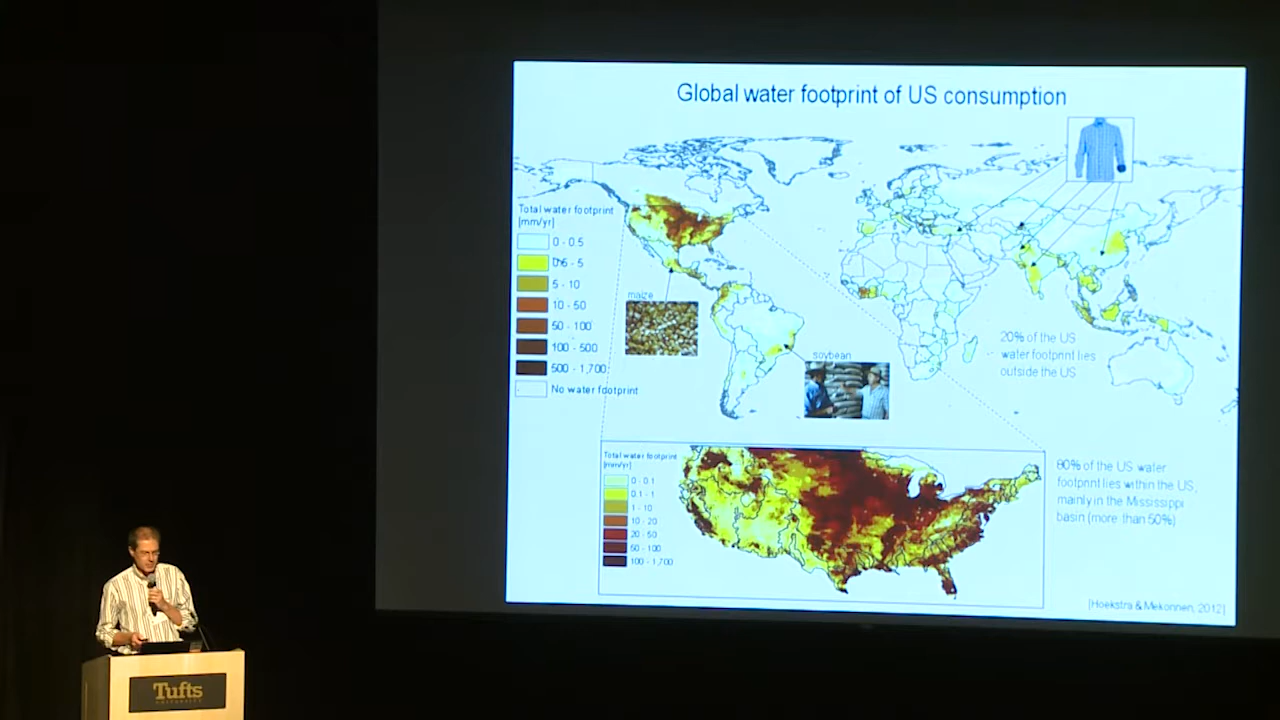 Global water footprint of US consumption
Total water footprint
[mm/yr]
0 - 0.5
0.6 - 5
5 - 10
10 - 50
50 - 100
100 - 500
500 - 1,700
No water footprint
maize
soybean
20% of the US
water footprint lies
outside the US
Total water footprint
[mm/yr]
0 - 0.1
0.1 - 1
1 - 10
10 - 20
20 - 50
50 - 100
100 - 1,700
80% of the US water
footprint lies within the US,
mainly in the Mississippi
basin (more than 50%)
[Hoekstra & Mekonnen, 2012]
Tufts
UNIVERSITY